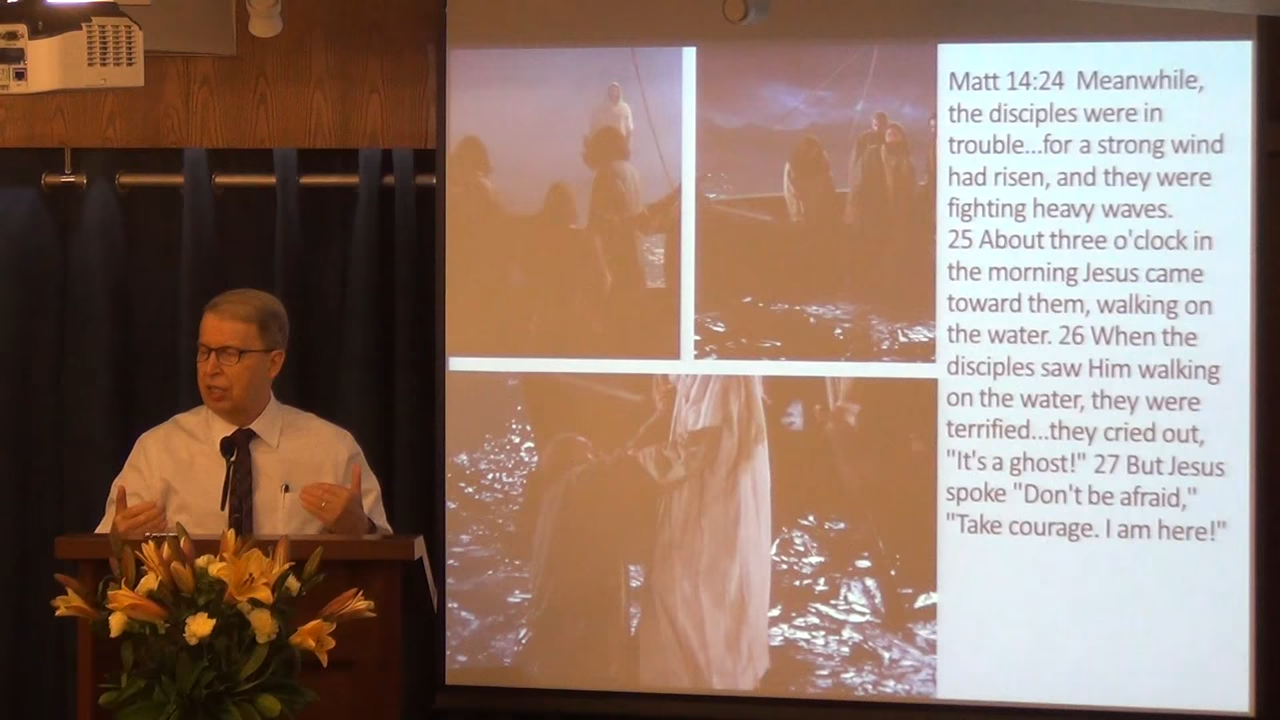 Matt 14:24  Meanwhile,
the disciples were in
trouble...for a strong wind
had risen, and they were
fighting heavy waves.
25 About three o'clock in
the morning Jesus came
toward them, walking on
the water. 26 When the
disciples saw Him walking
on the water, they were
terrified...they cried out,
"It's a ghost!" 27 But Jesus
spoke "Don't be afraid,"
"Take courage. I am here!"